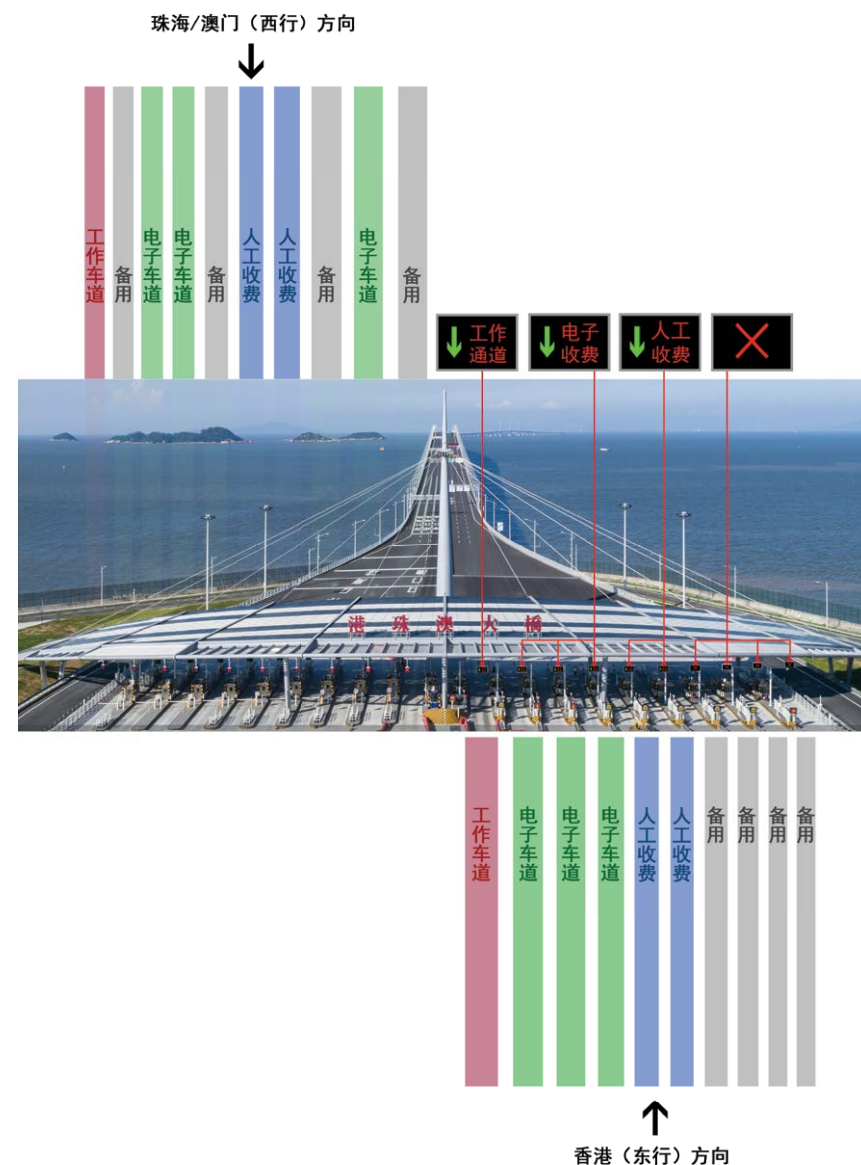 珠海/澳门（西行）方向
工作车道
备用
电子车道
电子车道
备用
人工收费
人工收费
备用
电子车道
备用
工作
通道
电子
收费
人工
收费
港珠澳大桥
工作车道
电子车道
电子车道
电子车道
人工收费
人工收费
备用
备用
备用
备用
香港（东行）方向